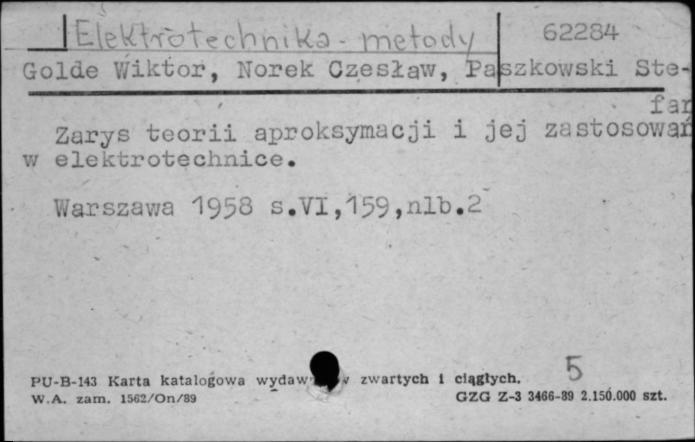 Elektrotechnika - metody 62284
Golde Wiktor, Norek Czesław, Paszkowski Ste-
fan
Zarys teorii aproksymacji i jej zastosowań
w elektrotechnice.
Warszawa 1958 s.VI,159,nlb.2
5
PU-B-143 Karta katalogowa zwartych i ciągłych.
W.A. zam. 1562/On/89 GZG Z-3 3466-89 2.150.000 szt.